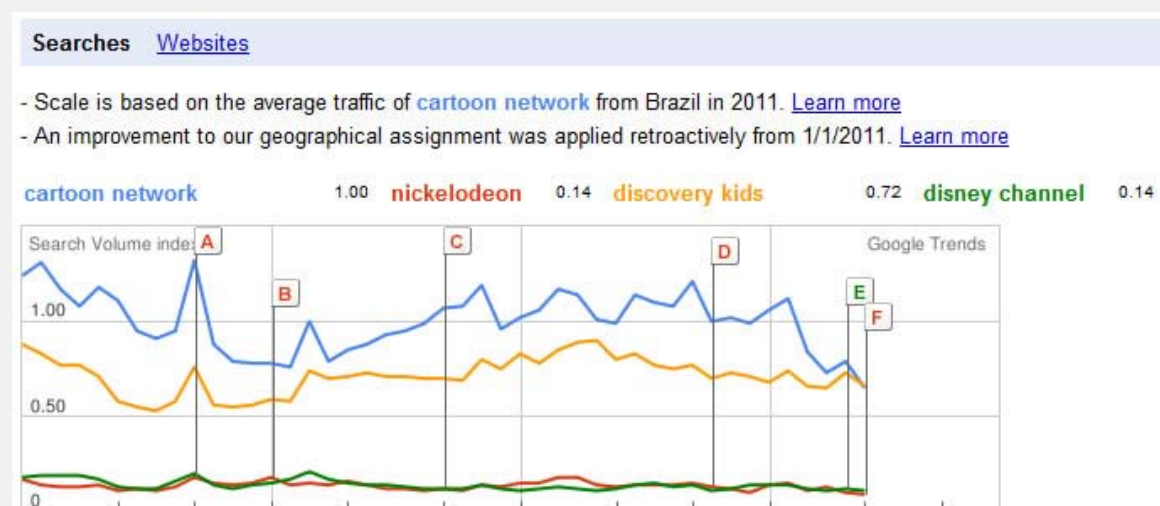 Searches Websites
- Scale is based on the average traffic of cartoon network from Brazil in 2011. Learn more
- An improvement to our geographical assignment was applied retroactively from 1/1/2011. Learn more
cartoon network 1.00 nickelodeon 0.14 discovery kids 0.72 disney channel 0.14
Search Volume index Google Trends
A
C
D
B
E
1.00
F
0.50
0